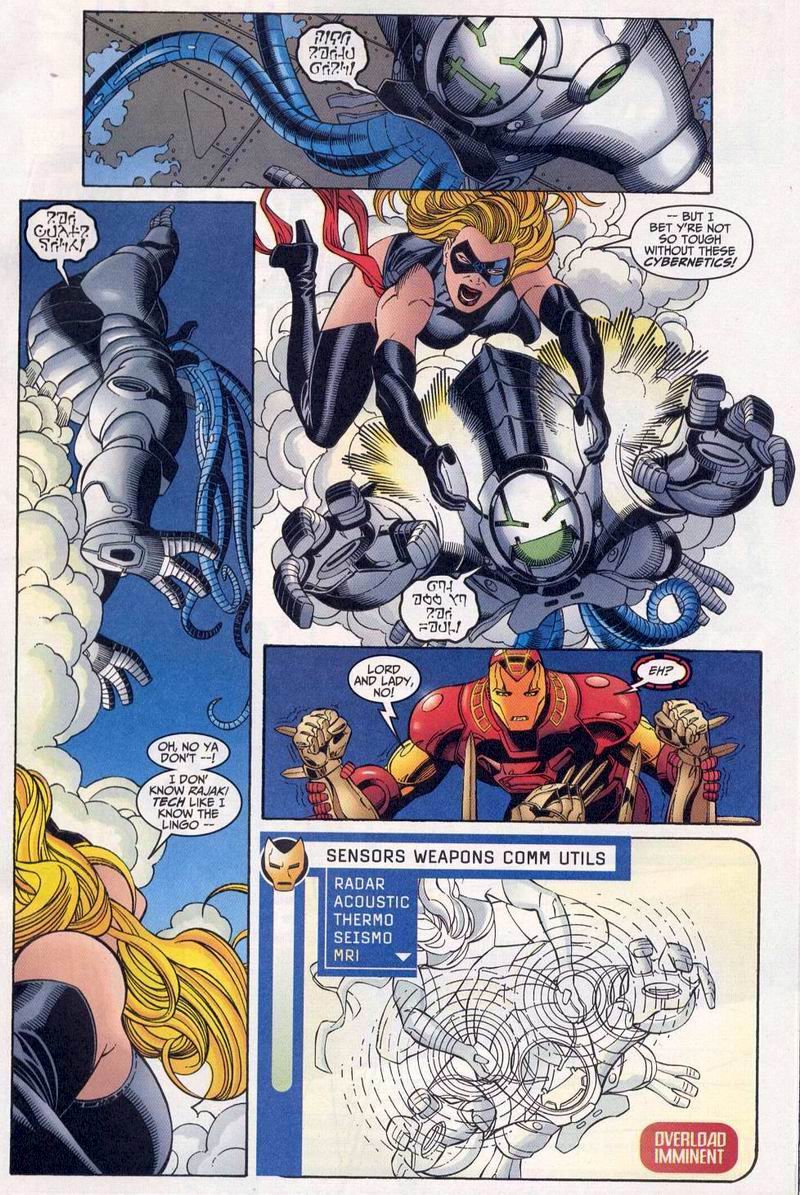 OH, NO YA
DON'T --!
I DON'
KNOW RAJAKI
TECH LIKE I
KNOW THE
LINGO --
-- BUT I
BET Y'RE NOT
SO TOUGH
WITHOUT THESE
CYBERNETICS!
LORD
AND LADY,
NO!
EH?
SENSORS WEAPONS COMM UTILS
RADAR
ACOUSTIC
THERMO
SEISMO
MRI
OVERLOAD
IMMINENT